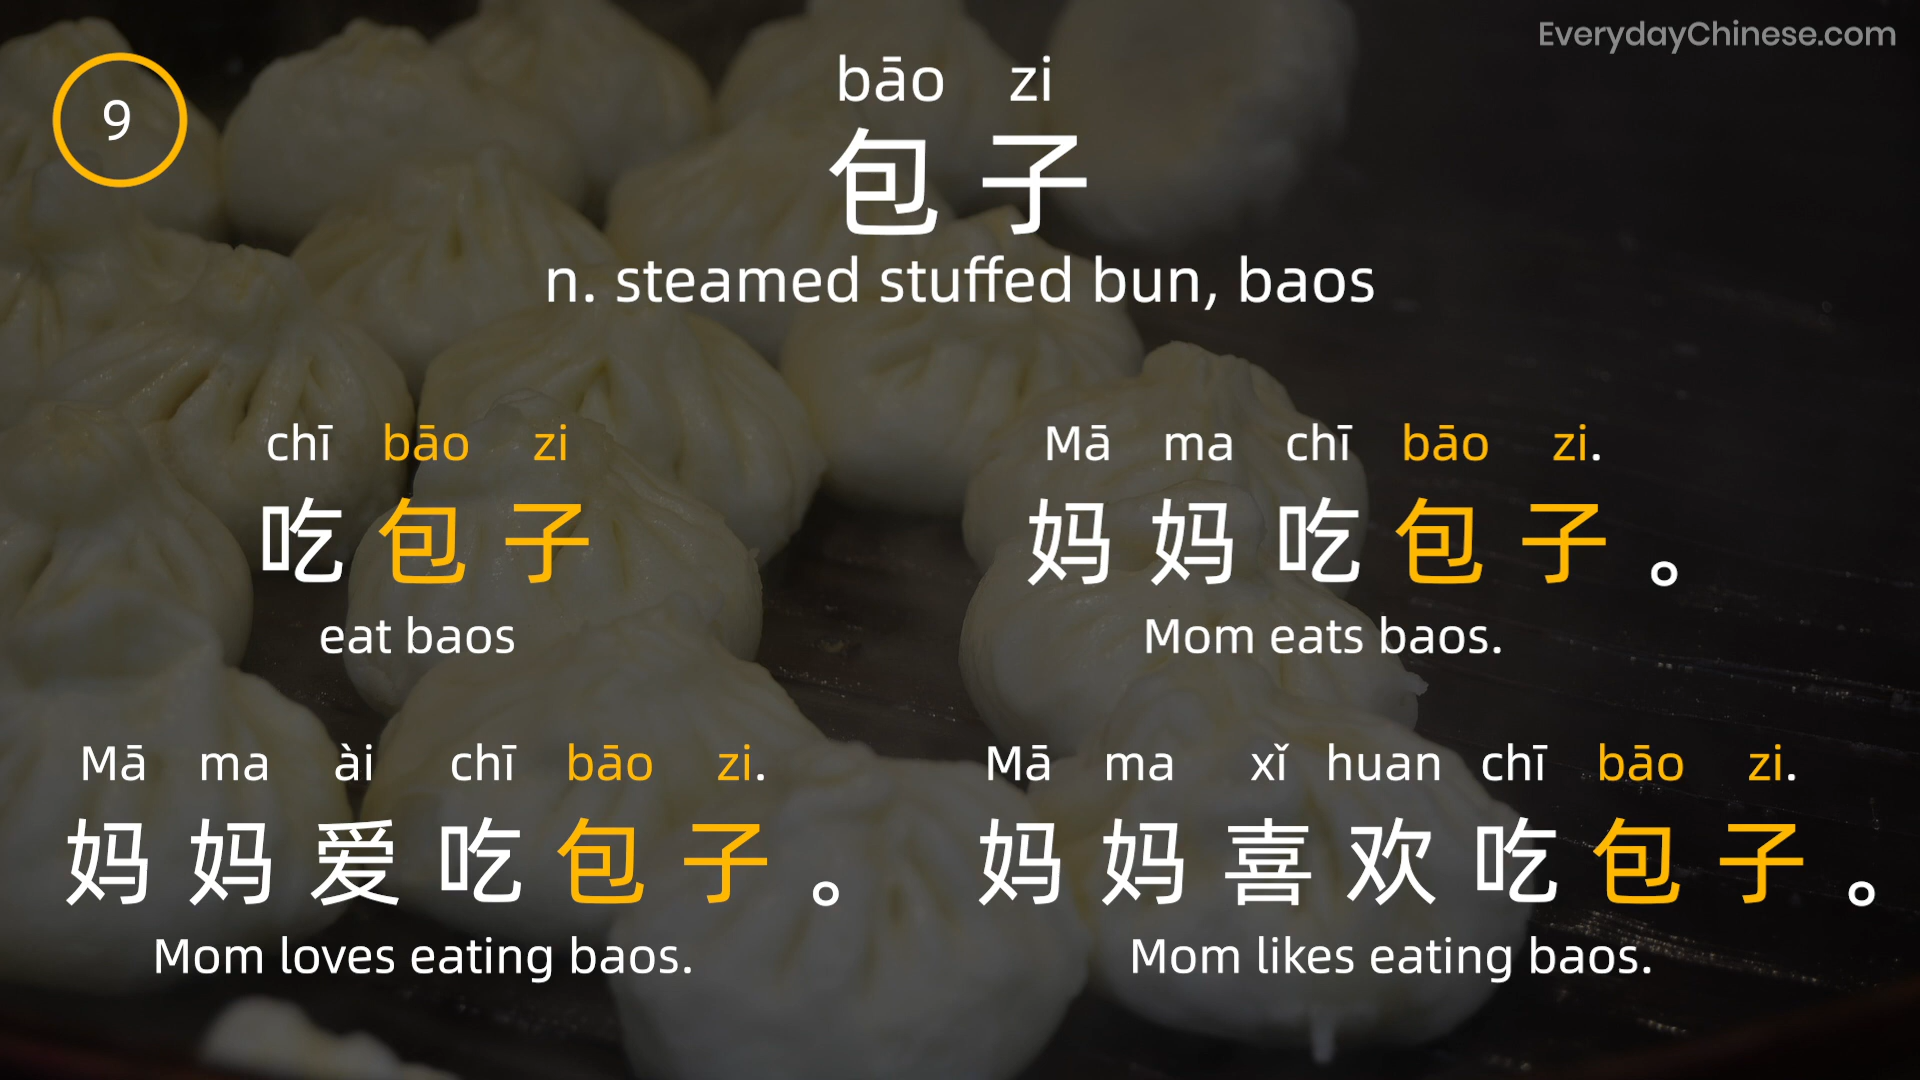 EverydayChinese.com
9
bāo zi
包子
n. steamed stuffed bun, baos
chī bāo zi
吃包子
eat baos
Mā ma chī bāo zi.
妈妈吃包子。
Mom eats baos.
Mā ma ài chī bāo zi.
妈妈爱吃包子。
Mom loves eating baos.
Mā ma xǐ huan chī bāo zi.
妈妈喜欢吃包子。
Mom likes eating baos.